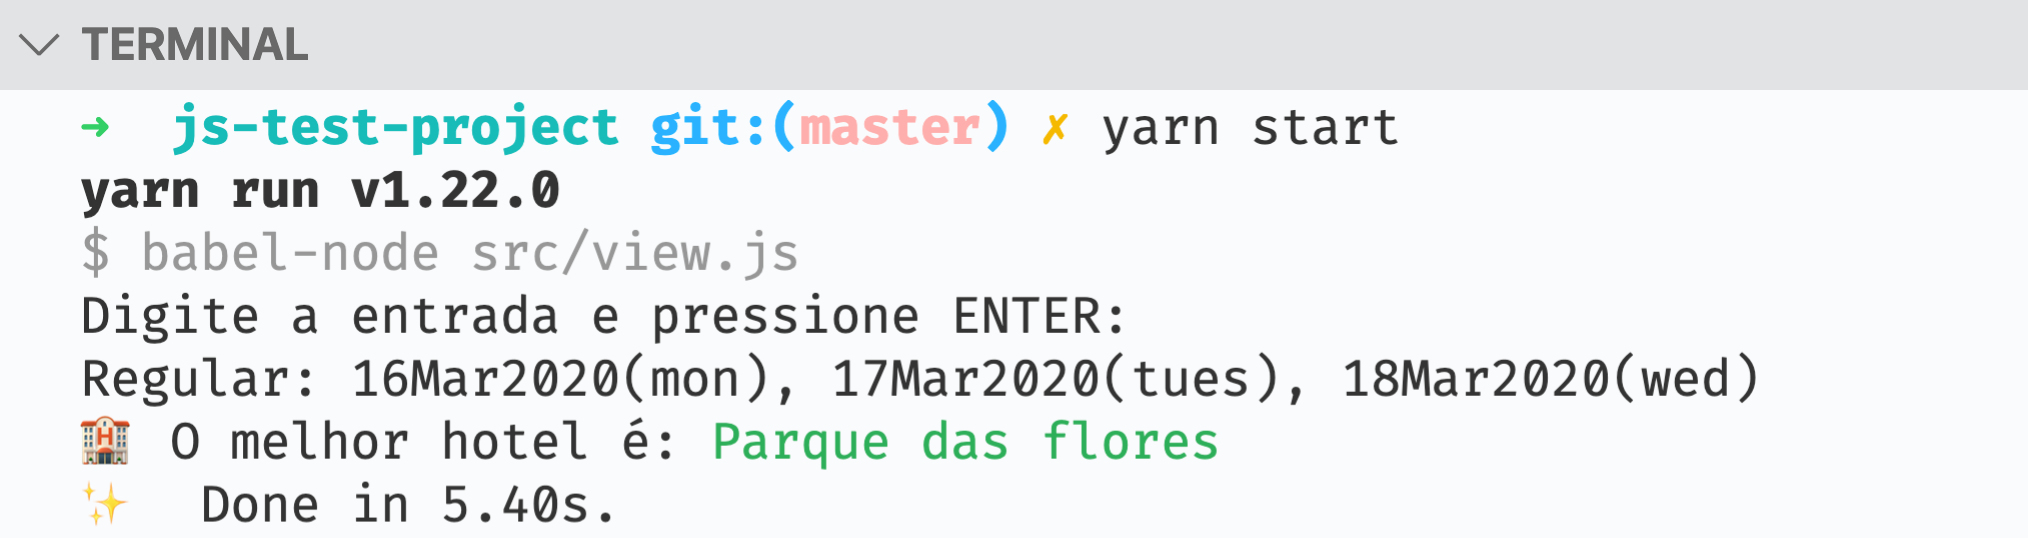 TERMINAL
➜ js-test-project git:(master) ✗ yarn start
yarn run v1.22.0
$ babel-node src/view.js
Digite a entrada e pressione ENTER:
Regular: 16Mar2020(mon), 17Mar2020(tues), 18Mar2020(wed)
🏨 O melhor hotel é: Parque das flores
✨ Done in 5.40s.